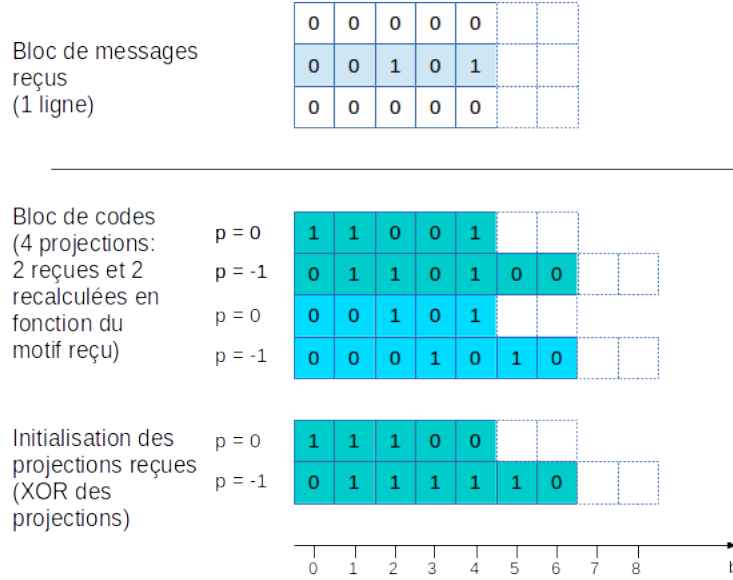 0 0 0 0 0
Bloc de messages
reçus
(1 ligne)
0 0 1 0 1
0 0 0 0 0
Bloc de codes
(4 projections:
2 reçues et 2
recalculées en
fonction du
motif reçu)
p = 0 1 1 0 0 1
p = -1 0 1 1 0 1 0 0
p = 0 0 0 1 0 1
p = -1 0 0 0 1 0 1 0
Initialisation des
projections reçues
(XOR des
projections)
p = 0 1 1 1 0 0
p = -1 0 1 1 1 1 1 0
0 1 2 3 4 5 6 7 8